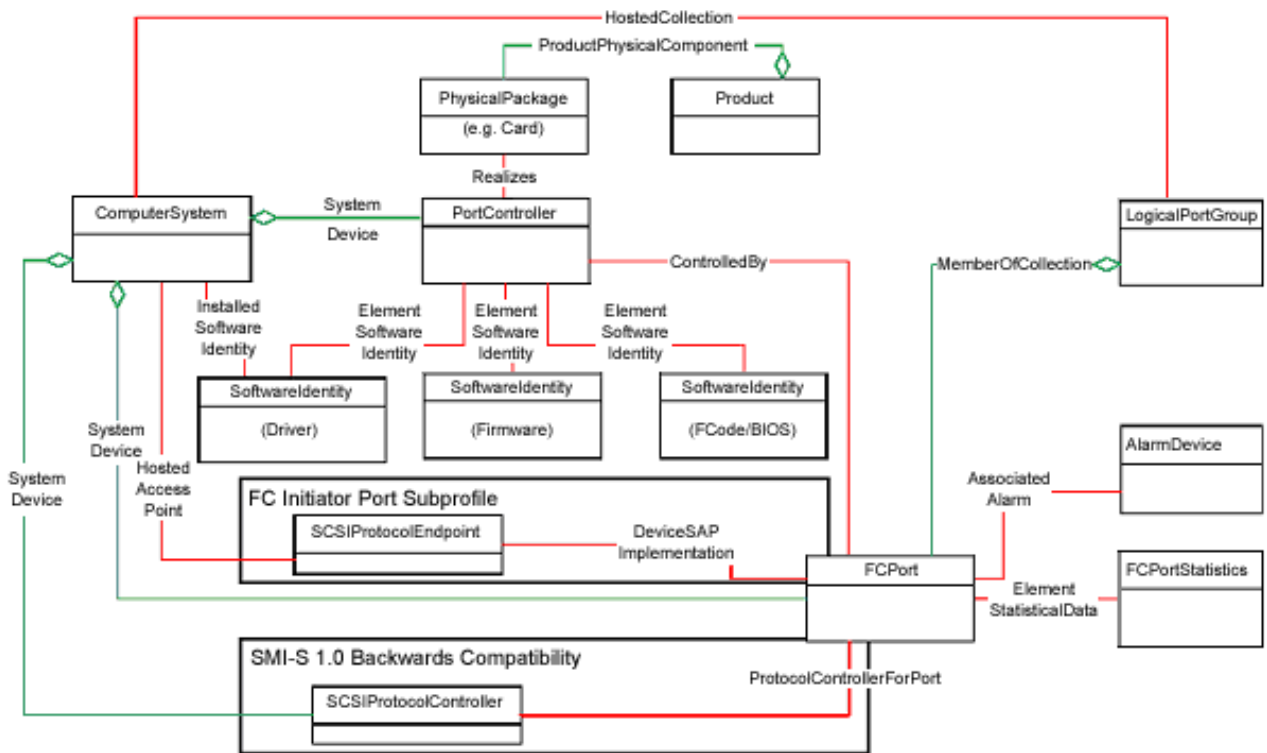 HostedCollection
ProductPhysicalComponent
PhysicalPackage
(e.g. Card)
Product
Realizes
ComputerSystem
System
Device
PortController
LogicalPortGroup
ControlledBy
MemberOfCollection
Installed
Software
Identity
Element
Software
Identity
Element
Software
Identity
Element
Software
Identity
SoftwareIdentity
(Driver)
SoftwareIdentity
(Firmware)
SoftwareIdentity
(FCode/BIOS)
System
Device
System
Device
Hosted
Access
Point
AlarmDevice
Associated
Alarm
FC Initiator Port Subprofile
SCSIProtocolEndpoint
DeviceSAP
Implementation
FCPort
FCPortStatistics
Element
StatisticalData
SMI-S 1.0 Backwards Compatibility
ProtocolControllerForPort
SCSIProtocolController